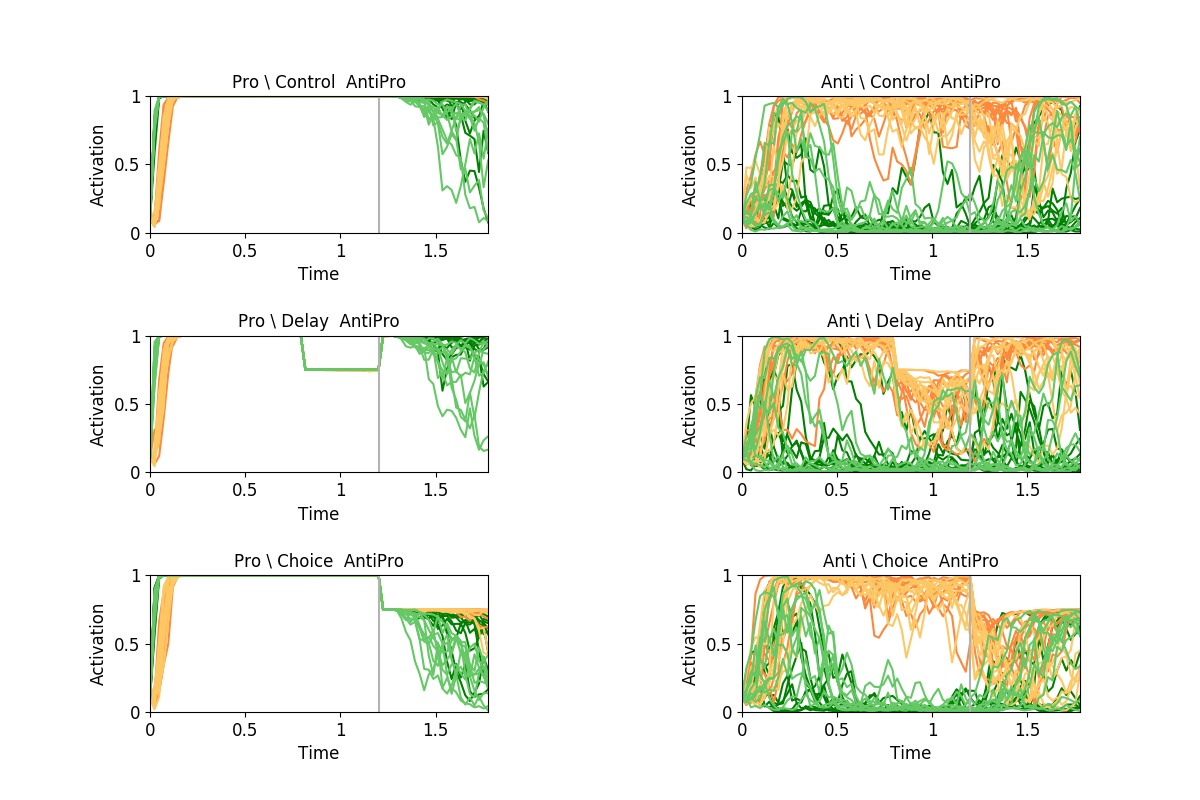 Pro \ Control  AntiPro
Activation
1
0.5
0
0
0.5
1
1.5
Time
Anti \ Control  AntiPro
Activation
1
0.5
0
0
0.5
1
1.5
Time
Pro \ Delay  AntiPro
Activation
1
0.5
0
0
0.5
1
1.5
Time
Anti \ Delay  AntiPro
Activation
1
0.5
0
0
0.5
1
1.5
Time
Pro \ Choice  AntiPro
Activation
1
0.5
0
0
0.5
1
1.5
Time
Anti \ Choice  AntiPro
Activation
1
0.5
0
0
0.5
1
1.5
Time